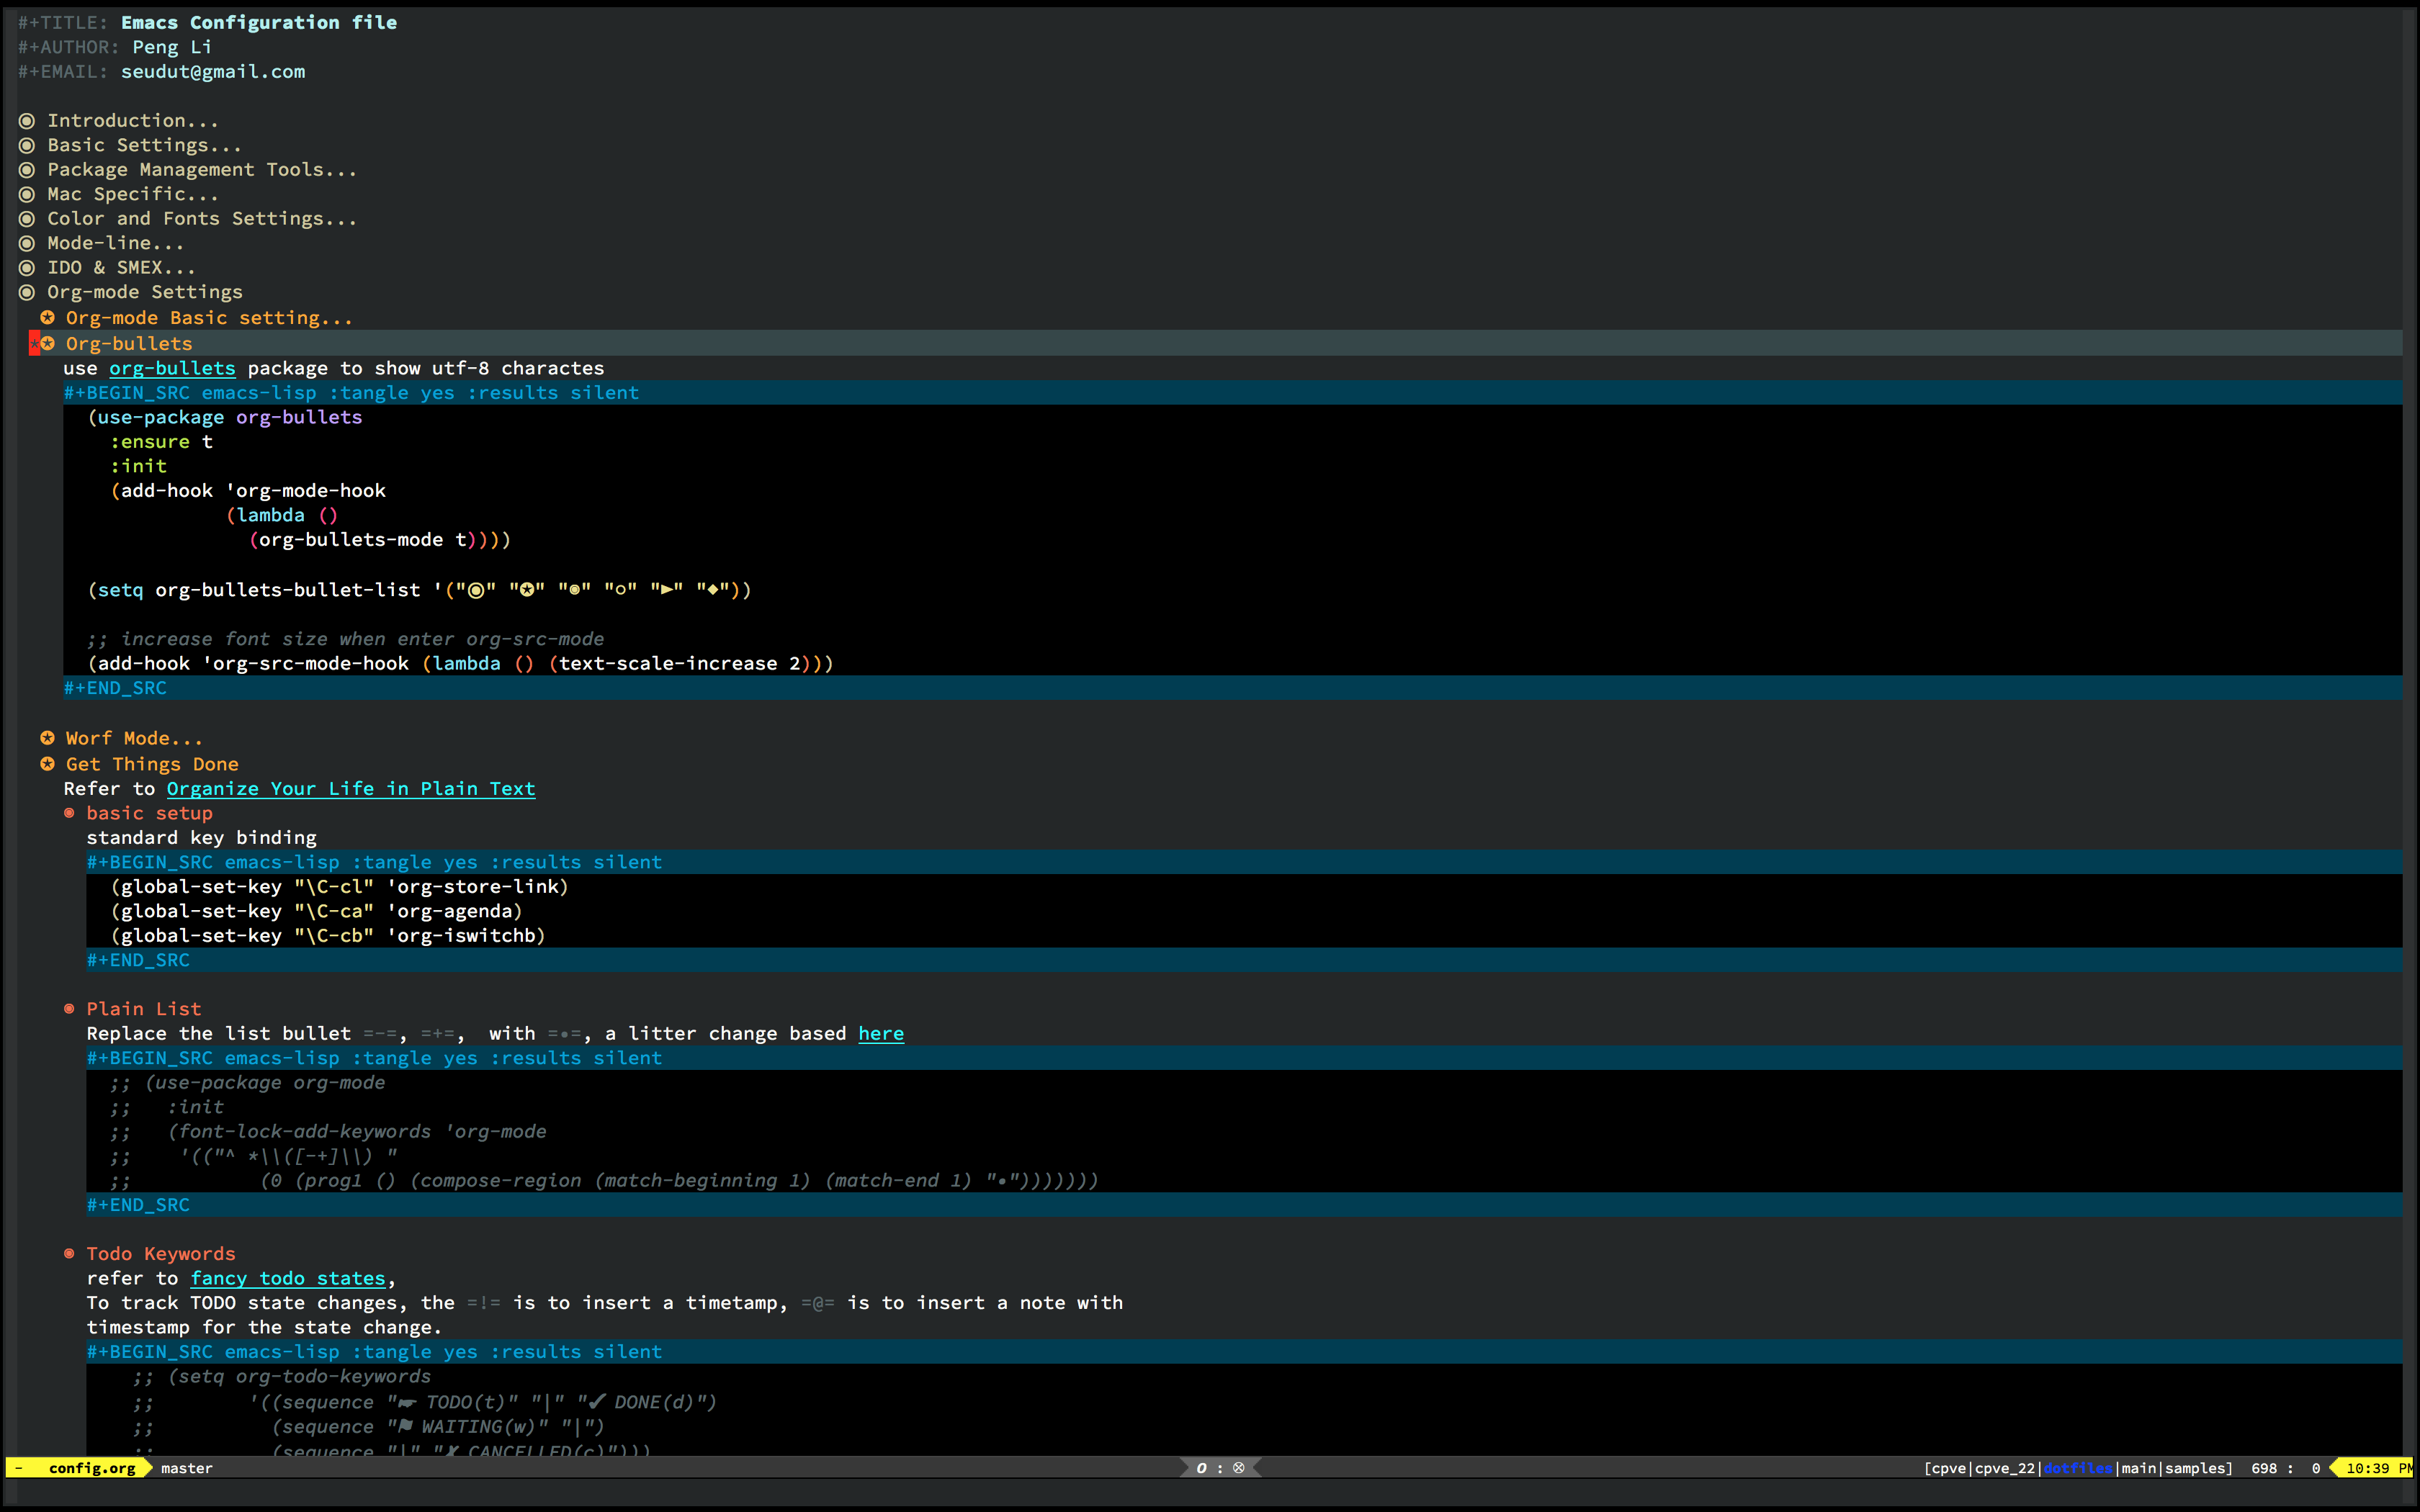 #+TITLE: Emacs Configuration file
#+AUTHOR: Peng Li
#+EMAIL: seudut@gmail.com
◉ Introduction...
◉ Basic Settings...
◉ Package Management Tools...
◉ Mac Specific...
◉ Color and Fonts Settings...
◉ Mode-line...
◉ IDO & SMEX...
◉ Org-mode Settings
✪ Org-mode Basic setting...
*✪ Org-bullets
use org-bullets package to show utf-8 charactes
#+BEGIN_SRC emacs-lisp :tangle yes :results silent
(use-package org-bullets
:ensure t
:init
(add-hook 'org-mode-hook
(lambda ()
(org-bullets-mode t))))
(setq org-bullets-bullet-list '("◉" "✪" "◉" "○" "►" "◆"))
;; increase font size when enter org-src-mode
(add-hook 'org-src-mode-hook (lambda () (text-scale-increase 2)))
#+END_SRC
✪ Worf Mode...
✪ Get Things Done
Refer to Organize Your Life in Plain Text
◉ basic setup
standard key binding
#+BEGIN_SRC emacs-lisp :tangle yes :results silent
(global-set-key "\C-cl" 'org-store-link)
(global-set-key "\C-ca" 'org-agenda)
(global-set-key "\C-cb" 'org-iswitchb)
#+END_SRC
◉ Plain List
Replace the list bullet =-=, =+=,  with =•=, a litter change based here
#+BEGIN_SRC emacs-lisp :tangle yes :results silent
;; (use-package org-mode
;;   :init
;;   (font-lock-add-keywords 'org-mode
;;    '(("^ *\\([-+]\\) "
;;           (0 (prog1 () (compose-region (match-beginning 1) (match-end 1) "•")))))))
#+END_SRC
◉ Todo Keywords
refer to fancy todo states,
To track TODO state changes, the =!= is to insert a timetamp, =@= is to insert a note with
timestamp for the state change.
#+BEGIN_SRC emacs-lisp :tangle yes :results silent
;; (setq org-todo-keywords
;;        '((sequence "☛ TODO(t)" "|" "✔ DONE(d)")
;;          (sequence "⚑ WAITING(w)" "|")
;;          (sequence "|" "✘ CANCELLED(c)")))
- config.org master O : ⊗ [cpve|cpve_22|dotfiles|main|samples] 698 : 0 10:39 PM